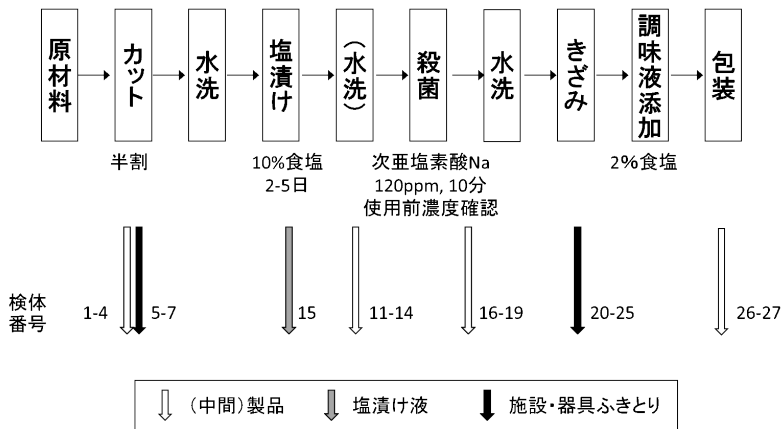 原材料
カット
水洗
塩漬け
（水洗）
殺菌
水洗
きざみ
調味液添加
包装
半割
10%食塩
2-5日
次亜塩素酸Na
120ppm, 10分
使用前濃度確認
2%食塩
検体
番号
1-4
5-7
15
11-14
16-19
20-25
26-27
（中間）製品
塩漬け液
施設・器具ふきとり